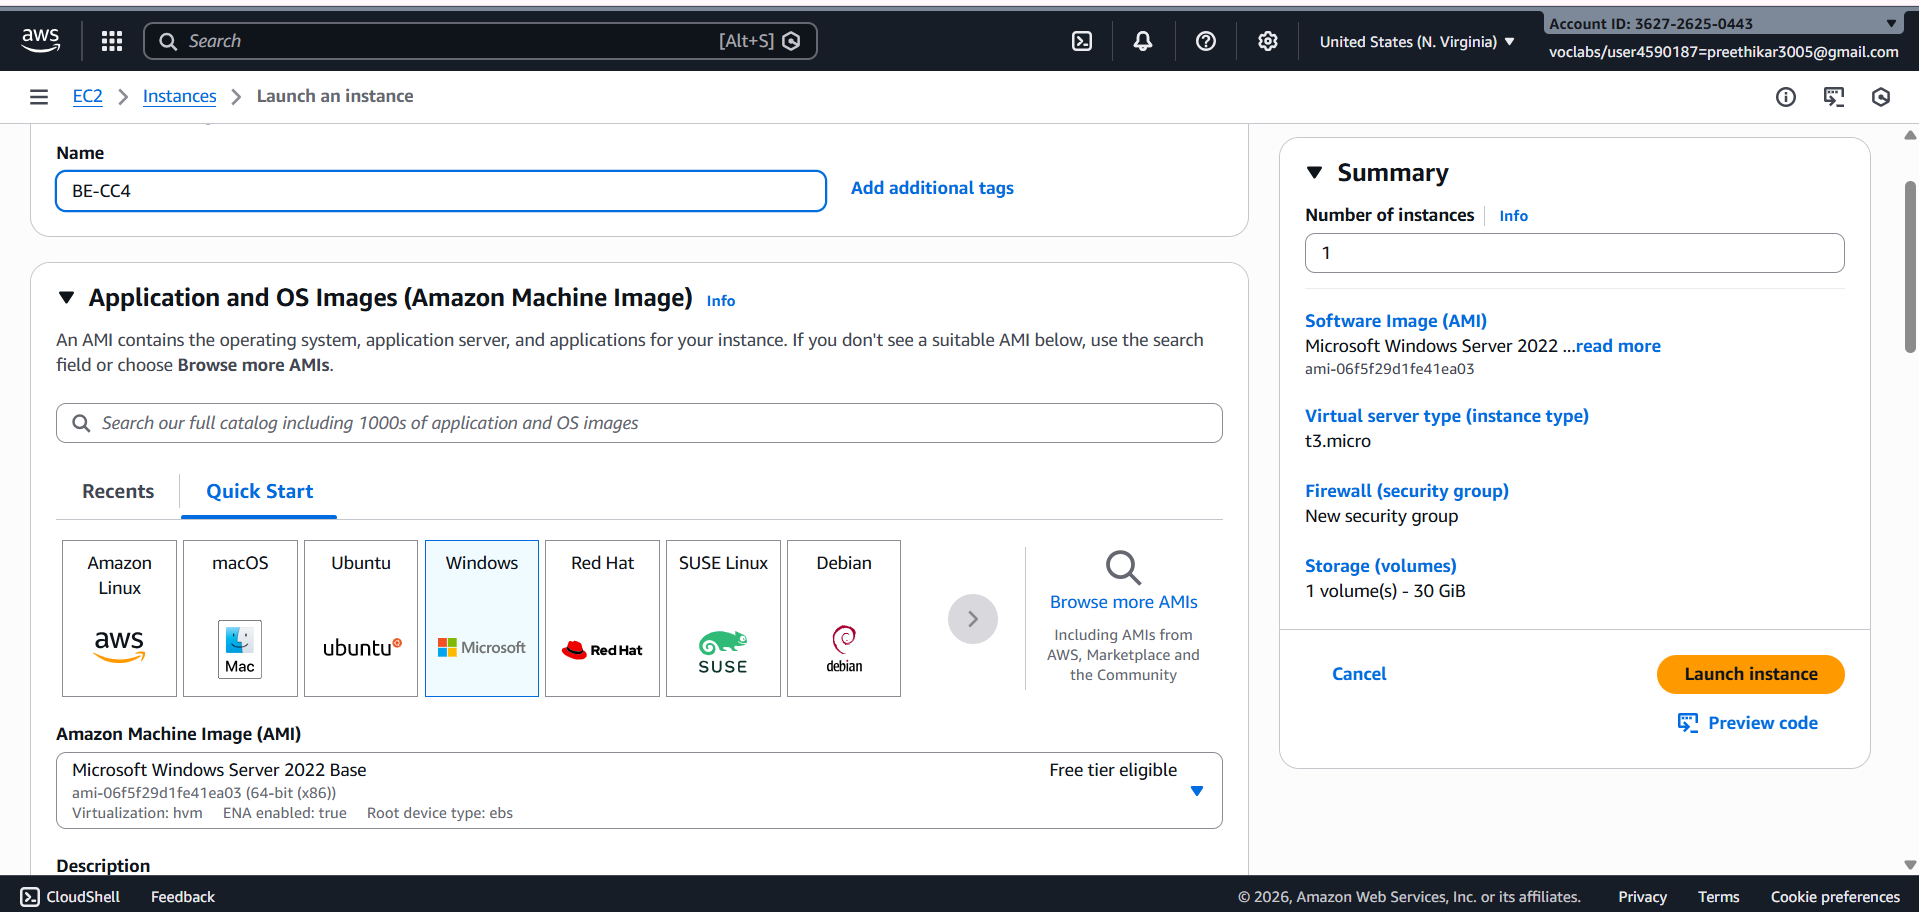 aws
Search
[Alt+S]
United States (N. Virginia)
Account ID: 3627-2625-0443
voclabs/user4590187=preethikar3005@gmail.com
EC2
Instances
Launch an instance
Name
BE-CC4
Add additional tags
Application and OS Images (Amazon Machine Image)
Info
An AMI contains the operating system, application server, and applications for your instance. If you don't see a suitable AMI below, use the search
field or choose Browse more AMIs.
Search our full catalog including 1000s of application and OS images
Recents
Quick Start
Amazon
Linux
aws
macOS
Mac
Ubuntu
ubuntu
Windows
Microsoft
Red Hat
Red Hat
SUSE Linux
SUSE
Debian
debian
Browse more AMIs
Including AMIs from
AWS, Marketplace and
the Community
Amazon Machine Image (AMI)
Microsoft Windows Server 2022 Base
Free tier eligible
ami-06f5f29d1fe41ea03 (64-bit (x86))
Virtualization: hvm ENA enabled: true Root device type: ebs
Description
Summary
Number of instances
Info
1
Software Image (AMI)
Microsoft Windows Server 2022 ...read more
ami-06f5f29d1fe41ea03
Virtual server type (instance type)
t3.micro
Firewall (security group)
New security group
Storage (volumes)
1 volume(s) - 30 GiB
Cancel
Launch instance
Preview code
CloudShell
Feedback
© 2026, Amazon Web Services, Inc. or its affiliates.
Privacy
Terms
Cookie preferences